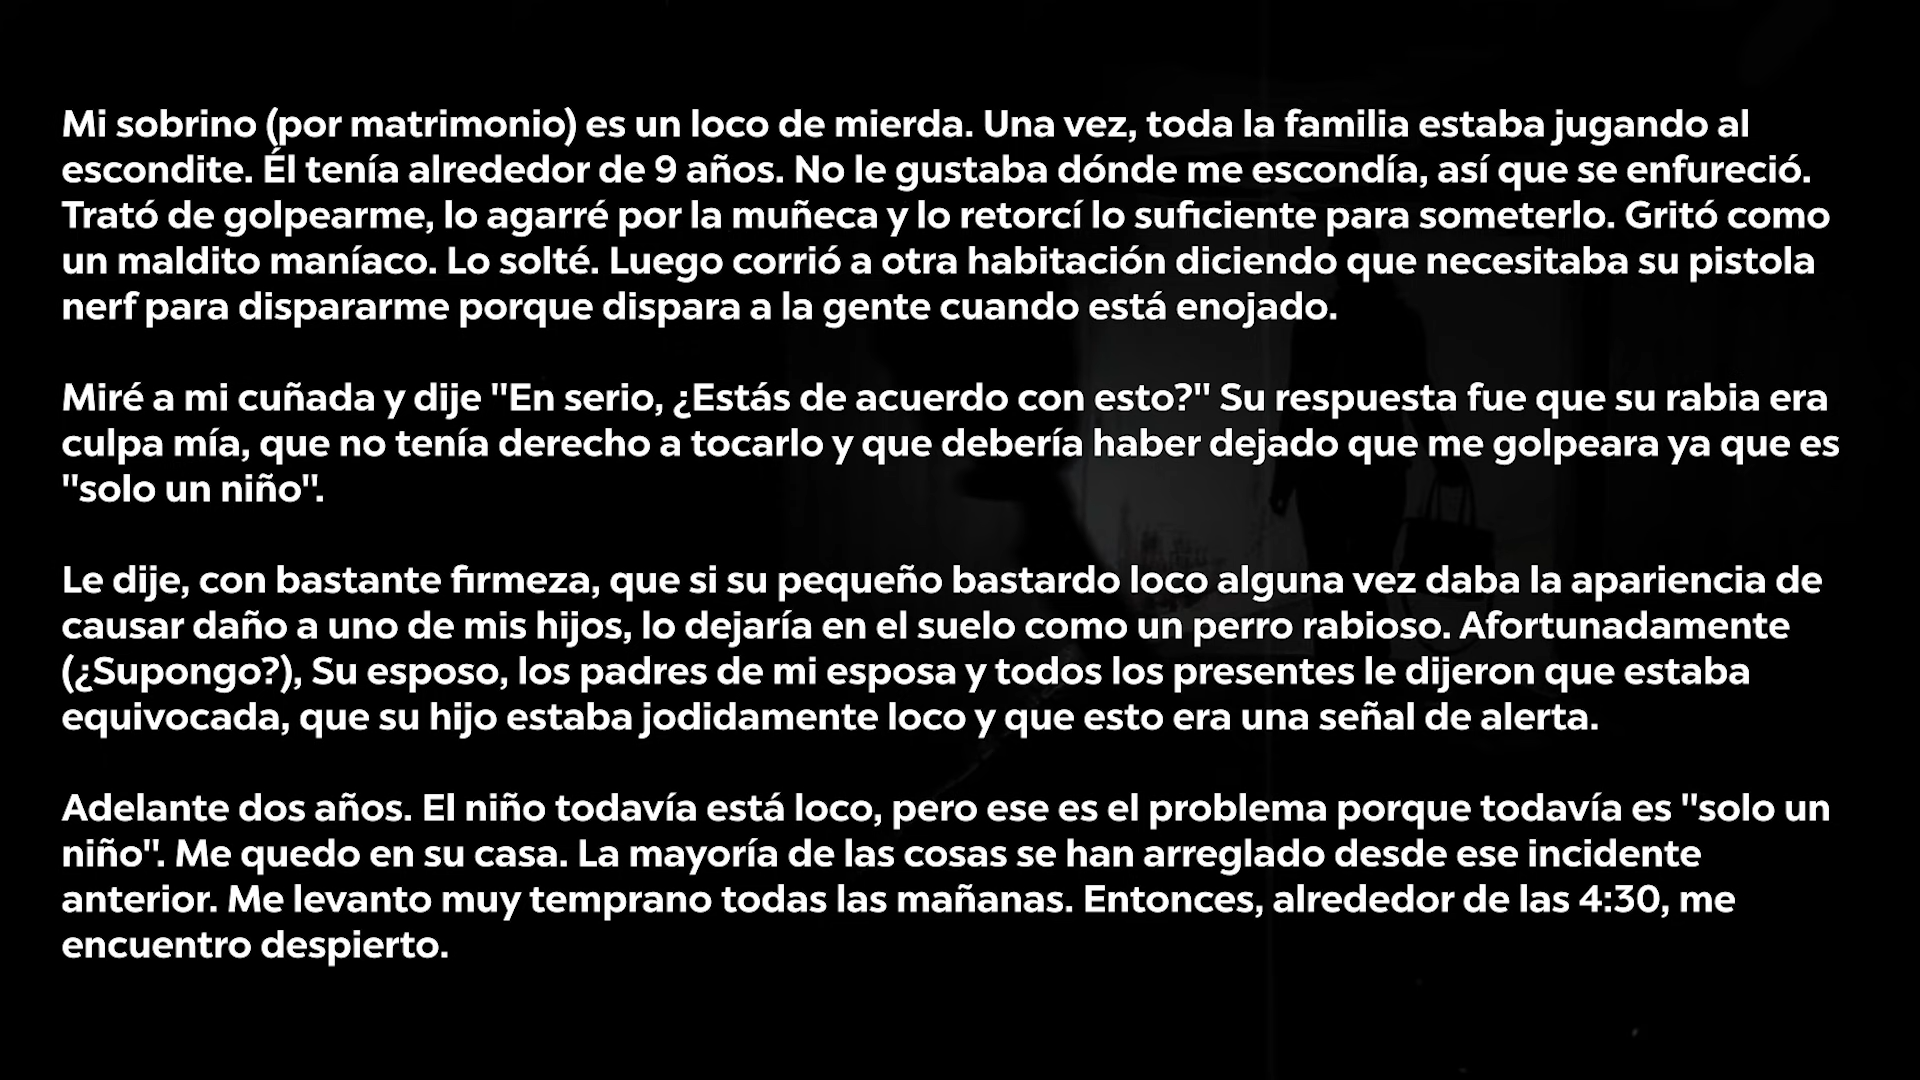 Mi sobrino (por matrimonio) es un loco de mierda. Una vez, toda la familia estaba jugando al
escondite. Él tenía alrededor de 9 años. No le gustaba dónde me escondía, así que se enfureció.
Trató de golpearme, lo agarré por la muñeca y lo retorcí lo suficiente para someterlo. Gritó como
un maldito maníaco. Lo solté. Luego corrió a otra habitación diciendo que necesitaba su pistola
nerf para dispararme porque dispara a la gente cuando está enojado.
Miré a mi cuñada y dije "En serio, ¿Estás de acuerdo con esto?" Su respuesta fue que su rabia era
culpa mía, que no tenía derecho a tocarlo y que debería haber dejado que me golpeara ya que es
"solo un niño".
Le dije, con bastante firmeza, que si su pequeño bastardo loco alguna vez daba la apariencia de
causar daño a uno de mis hijos, lo dejaría en el suelo como un perro rabioso. Afortunadamente
(¿Supongo?), Su esposo, los padres de mi esposa y todos los presentes le dijeron que estaba
equivocada, que su hijo estaba jodidamente loco y que esto era una señal de alerta.
Adelante dos años. El niño todavía está loco, pero ese es el problema porque todavía es "solo un
niño". Me quedo en su casa. La mayoría de las cosas se han arreglado desde ese incidente
anterior. Me levanto muy temprano todas las mañanas. Entonces, alrededor de las 4:30, me
encuentro despierto.